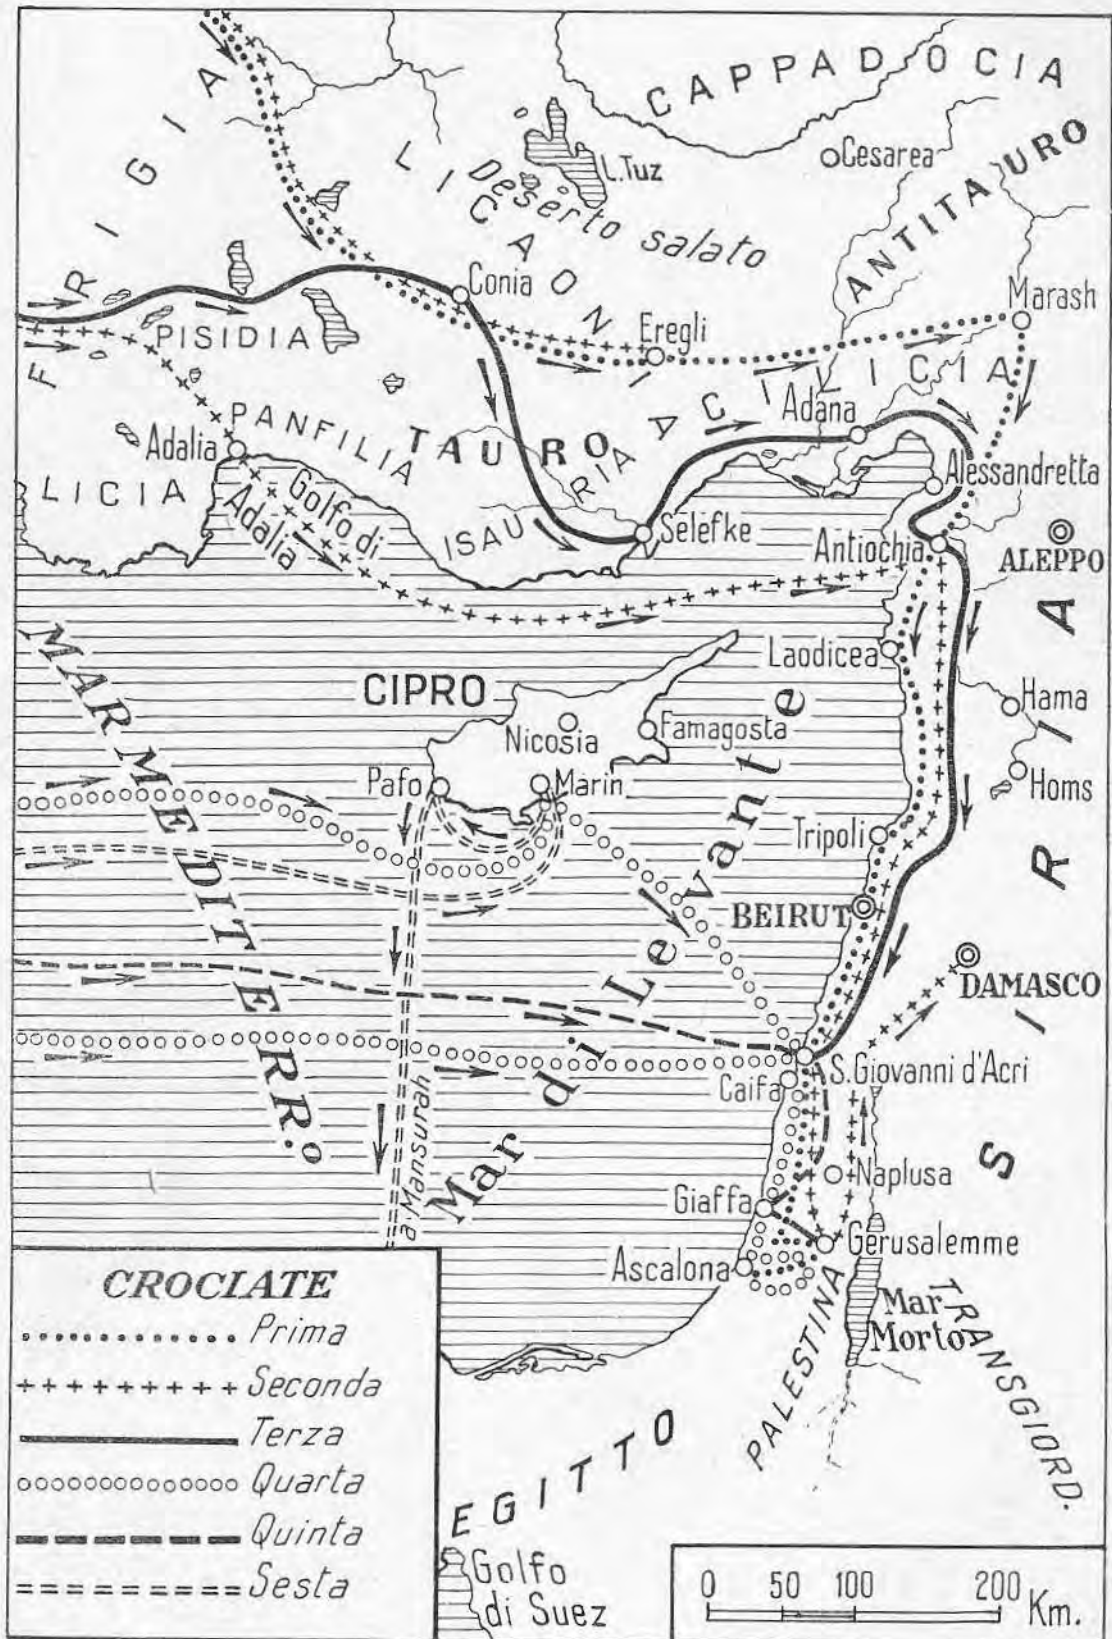 CAPPADOCIA
FRIGIA
LICAONIA
L.Tuz
Deserto salato
Cesarea
ANTITAURO
Conia
Eregli
Marash
PISIDIA
CILICIA
Adana
PANFILIA
TAURO
Adalia
LICIA
Golfo di
Adalia
ISAURIA
Selefke
Alessandretta
Antiochia
ALEPPO
SIRIA
Laodicea
CIPRO
Hama
Nicosia
Famagosta
Pafo
Marin
Homs
Tripoli
MAR MEDITERR.º
BEIRUT
Mar di Levante
DAMASCO
S.Giovanni d'Acri
Caifa
a Mansurah
Naplusa
Giaffa
Gerusalemme
Ascalona
PALESTINA
Mar
Morto
TRANSGIORD.
EGITTO
Golfo
di Suez
CROCIATE
Prima
Seconda
Terza
Quarta
Quinta
Sesta
0 50 100 200 Km.